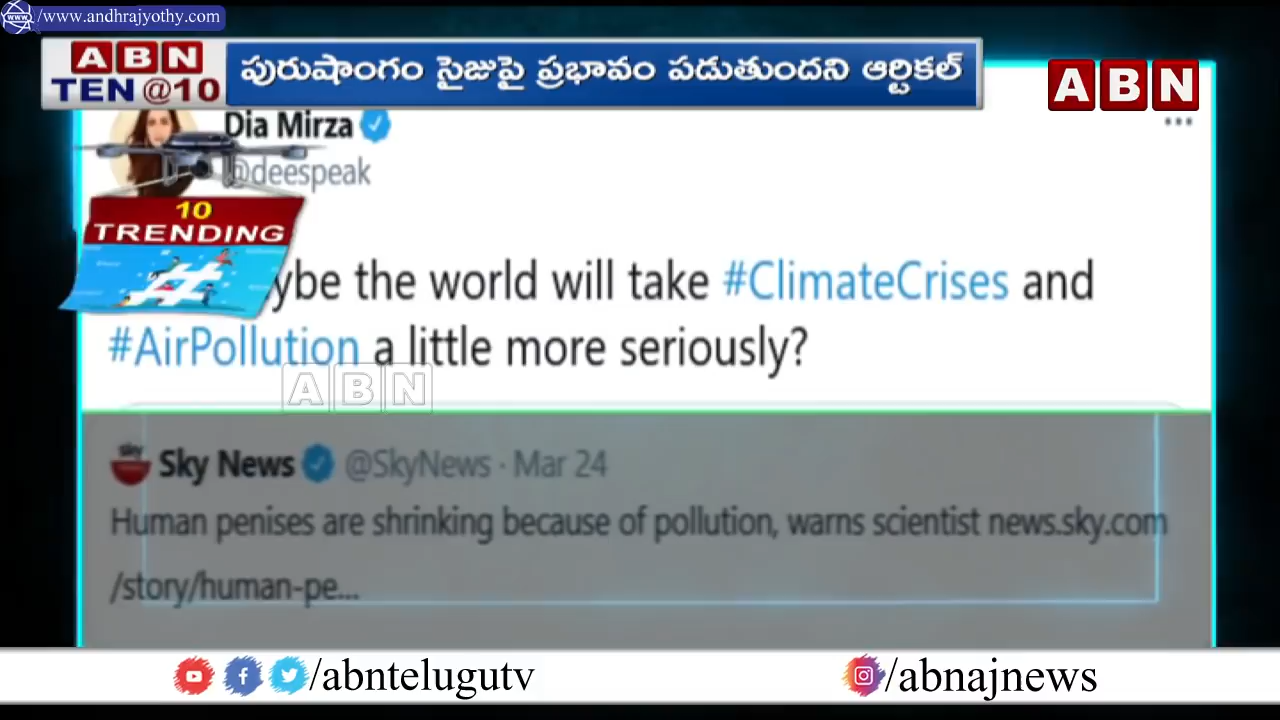 www /www.andhrajyothy.com
ABN
TEN @10
పురుషాంగం సైజుపై ప్రభావం పడుతుందని ఆర్టికల్
ABN
Dia Mirza
@deespeak
10
TRENDING
#
ybe the world will take #ClimateCrises and
#AirPollution a little more seriously?
ABN
sky
Sky News @SkyNews · Mar 24
Human penises are shrinking because of pollution, warns scientist news.sky.com
/story/human-pe...
/abntelugutv
/abnajnews